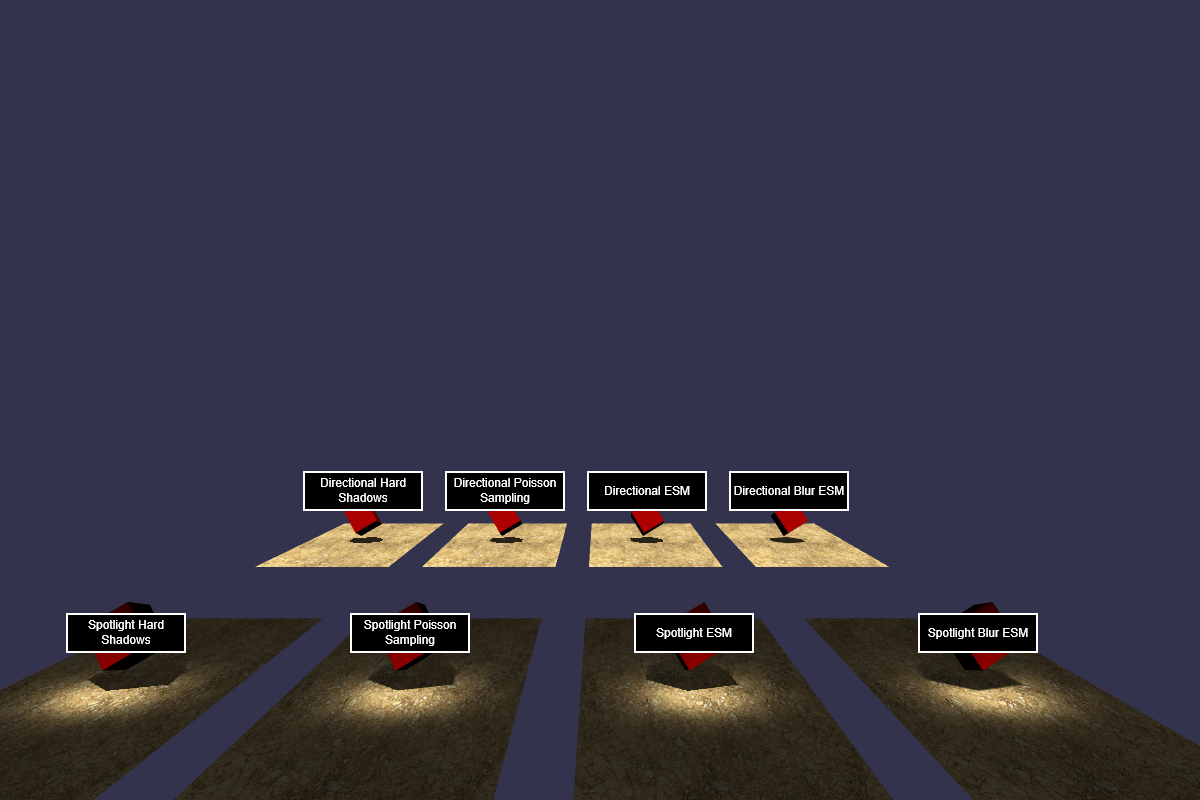 Directional Hard
Shadows
Directional Poisson
Sampling
Directional ESM
Directional Blur ESM
Spotlight Hard
Shadows
Spotlight Poisson
Sampling
Spotlight ESM
Spotlight Blur ESM